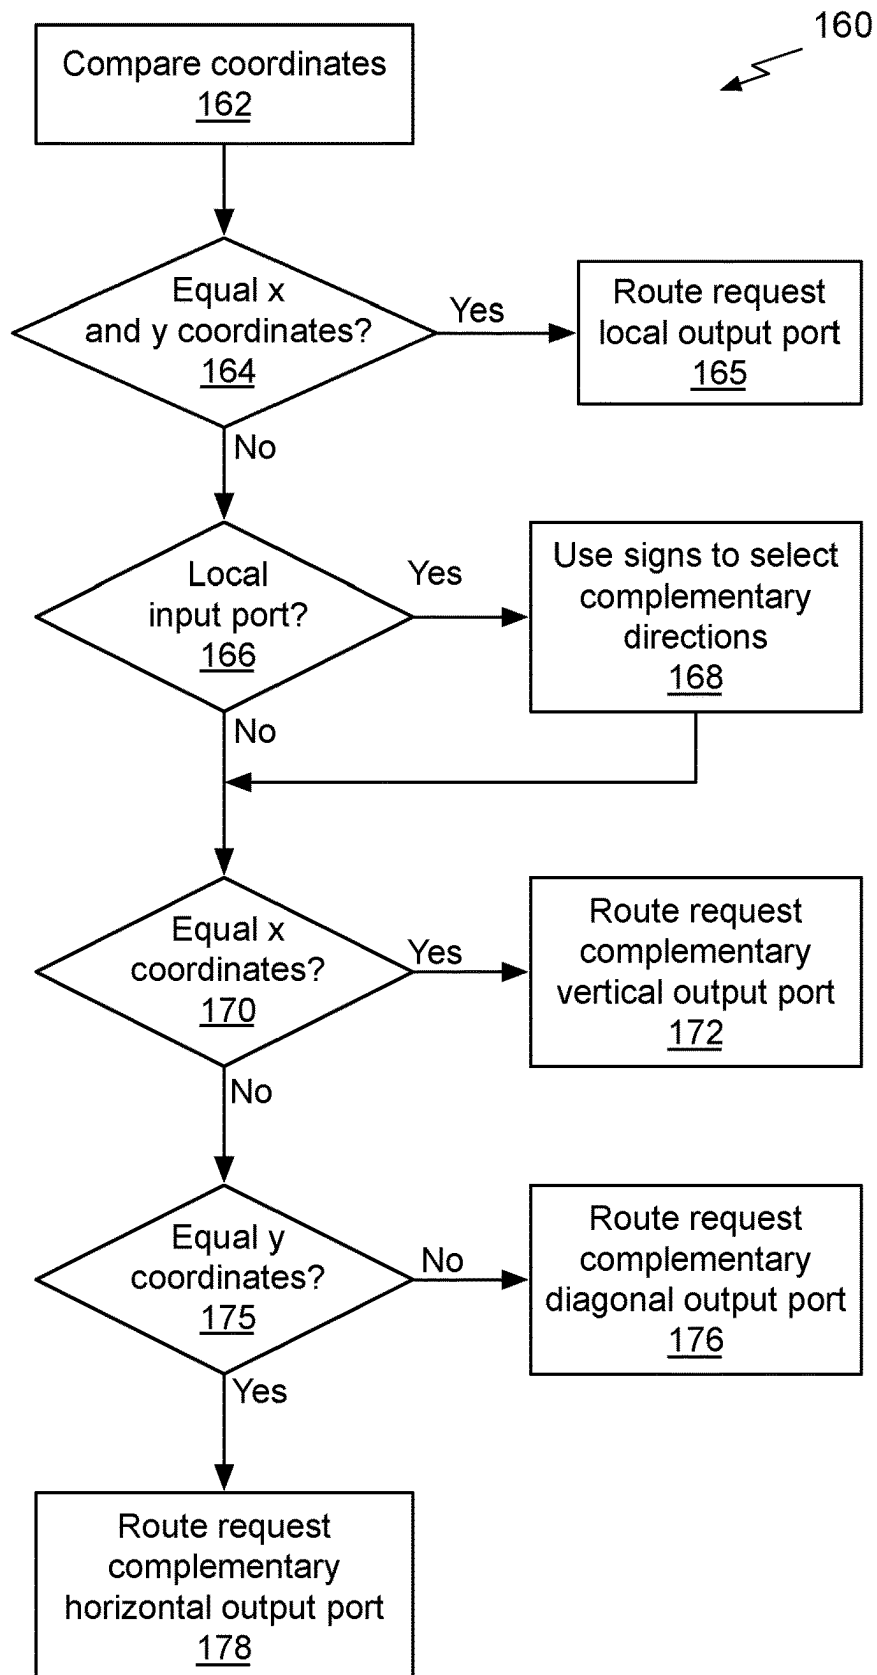 160
Compare coordinates
162
Equal x
and y coordinates?
164
Yes
Route request
local output port
165
No
Local
input port?
166
Yes
Use signs to select
complementary
directions
168
No
Equal x
coordinates?
170
Yes
Route request
complementary
vertical output port
172
No
Equal y
coordinates?
175
No
Route request
complementary
diagonal output port
176
Yes
Route request
complementary
horizontal output port
178